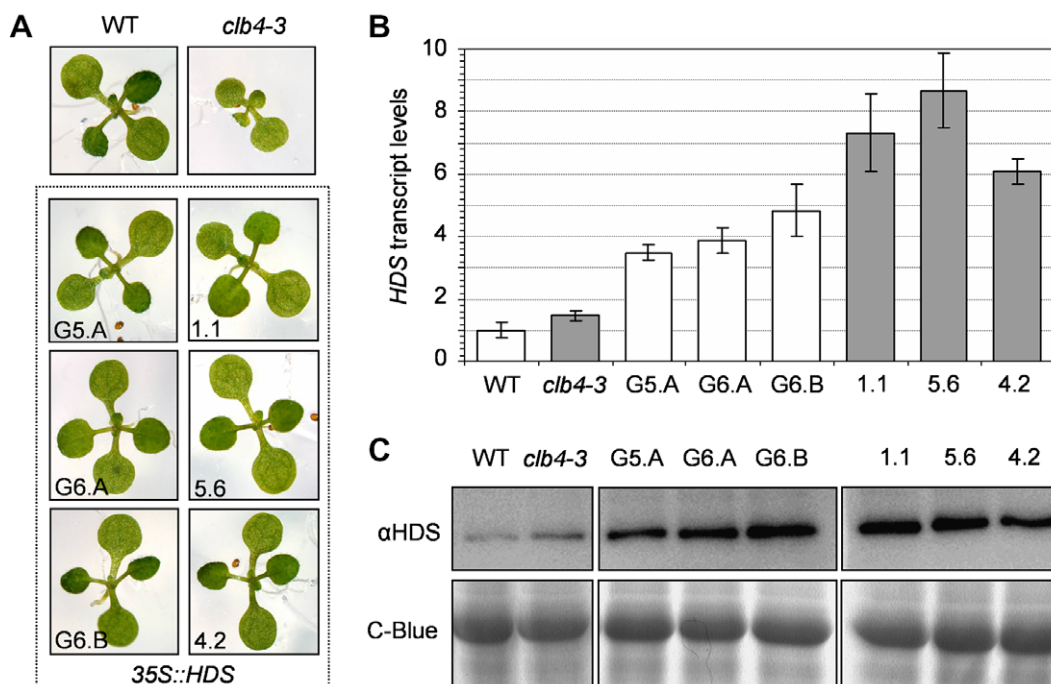 A
WT clb4-3
G5.A 1.1
G6.A 5.6
G6.B 4.2
35S::HDS
B
HDS transcript levels
10
8
6
4
2
0
WT clb4-3 G5.A G6.A G6.B 1.1 5.6 4.2
C
WT clb4-3 G5.A G6.A G6.B 1.1 5.6 4.2
αHDS
C-Blue